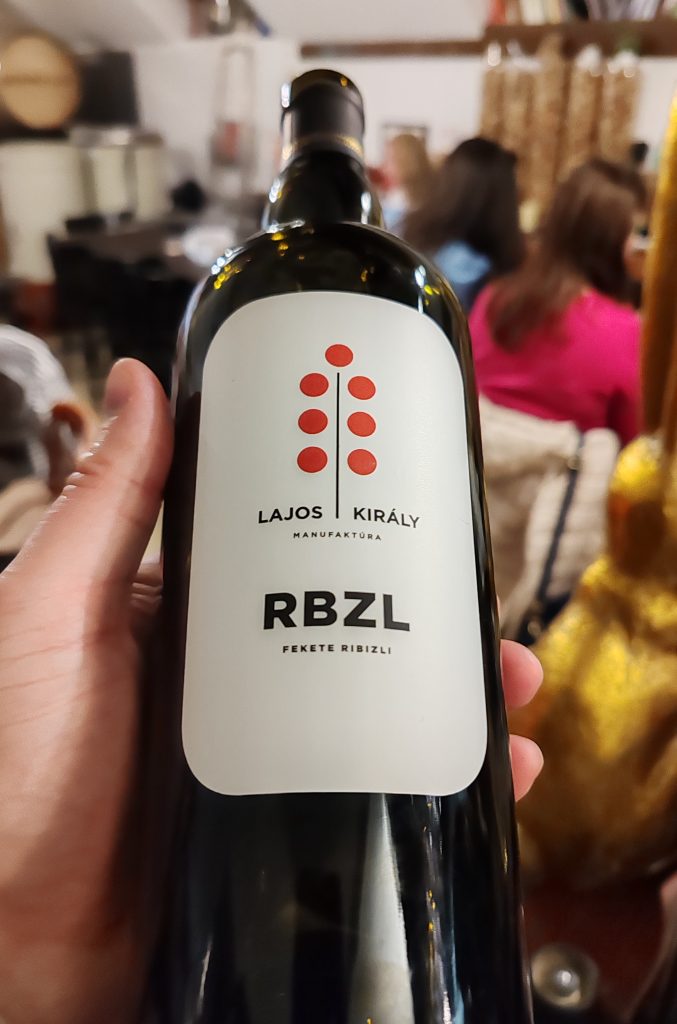 LAJOS KIRÁLY
MANUFAKTÚRA
RBZL
FEKETE RIBIZLI